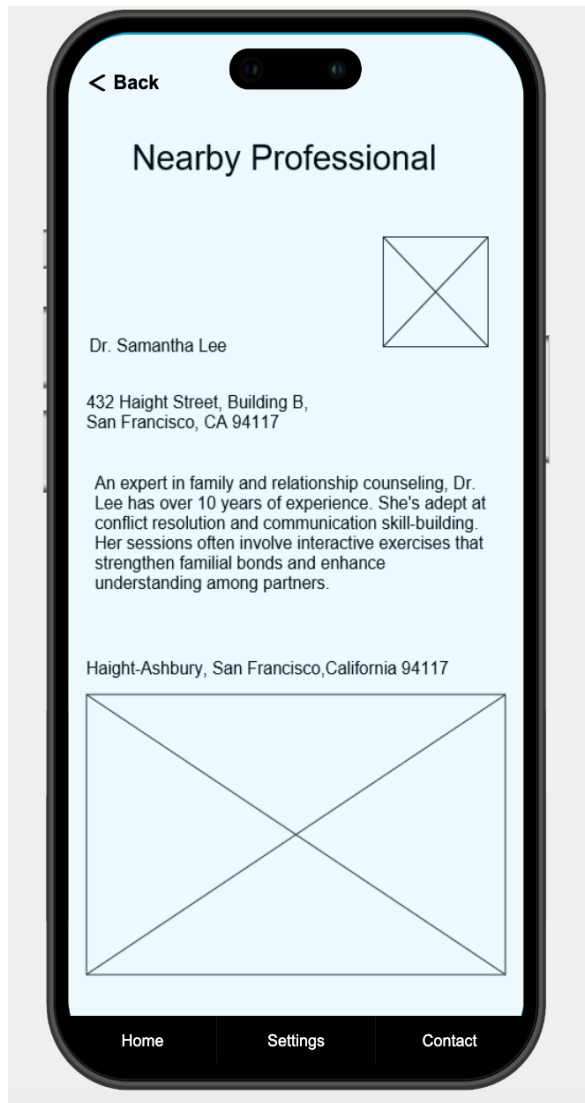 < Back
Nearby Professional
Dr. Samantha Lee
432 Haight Street, Building B,
San Francisco, CA 94117
An expert in family and relationship counseling, Dr.
Lee has over 10 years of experience. She's adept at
conflict resolution and communication skill-building.
Her sessions often involve interactive exercises that
strengthen familial bonds and enhance
understanding among partners.
Haight-Ashbury, San Francisco,California 94117
Home Settings Contact